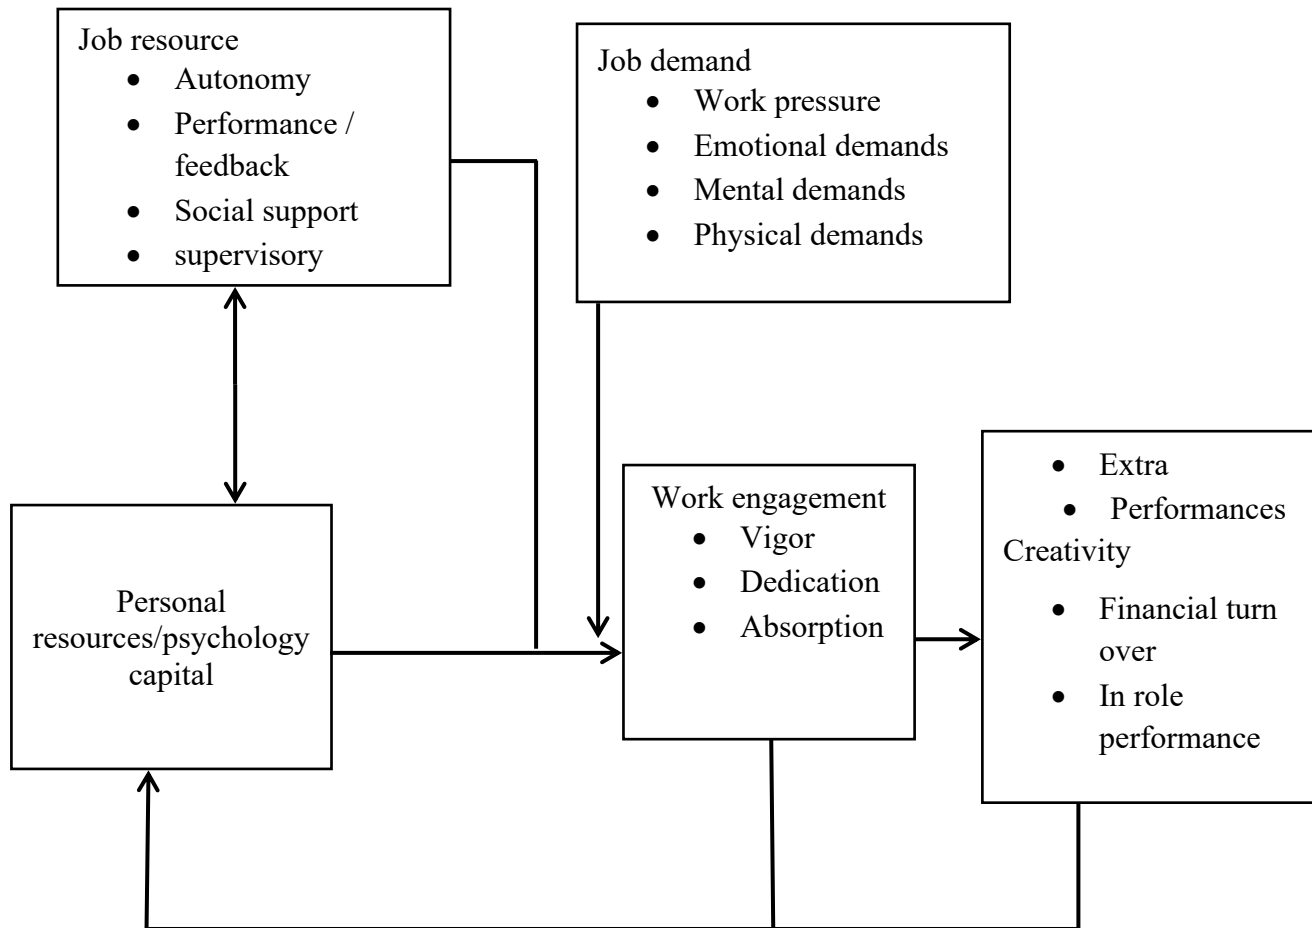 Job resource
• Autonomy
• Performance /
feedback
• Social support
• supervisory
Job demand
• Work pressure
• Emotional demands
• Mental demands
• Physical demands
Personal
resources/psychology
capital
Work engagement
• Vigor
• Dedication
• Absorption
• Extra
• Performances
Creativity
• Financial turn
over
• In role
performance